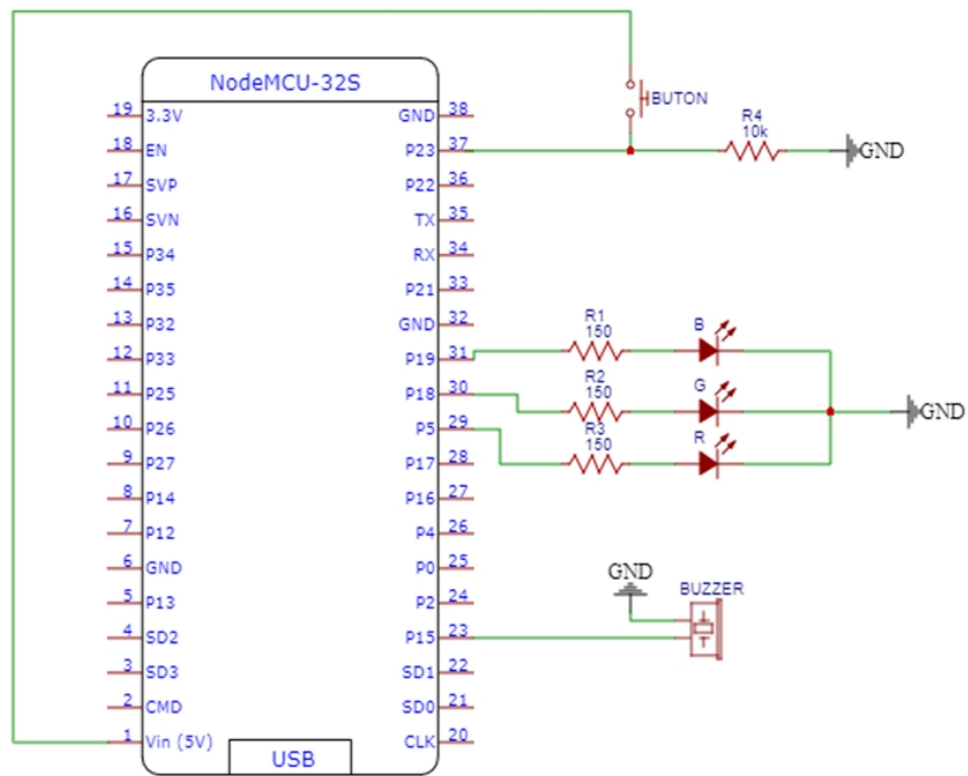 NodeMCU-32S
19 3.3V
18 EN
17 SVP
16 SVN
15 P34
14 P35
13 P32
12 P33
11 P25
10 P26
9 P27
8 P14
7 P12
6 GND
5 P13
4 SD2
3 SD3
2 CMD
1 Vin (5V)
USB
GND 38
P23 37
P22 36
TX 35
RX 34
P21 33
GND 32
P19 31
P18 30
P5 29
P17 28
P16 27
P4 26
P0 25
P2 24
P15 23
SD1 22
SD0 21
CLK 20
BUTON
R4
10k
GND
R1
150
B
R2
150
G
R3
150
R
GND
GND
BUZZER